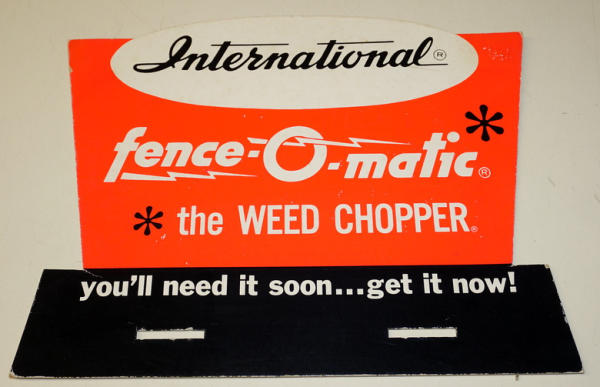 International®
fence-O-matic®*
* the WEED CHOPPER®
you'll need it soon...get it now!